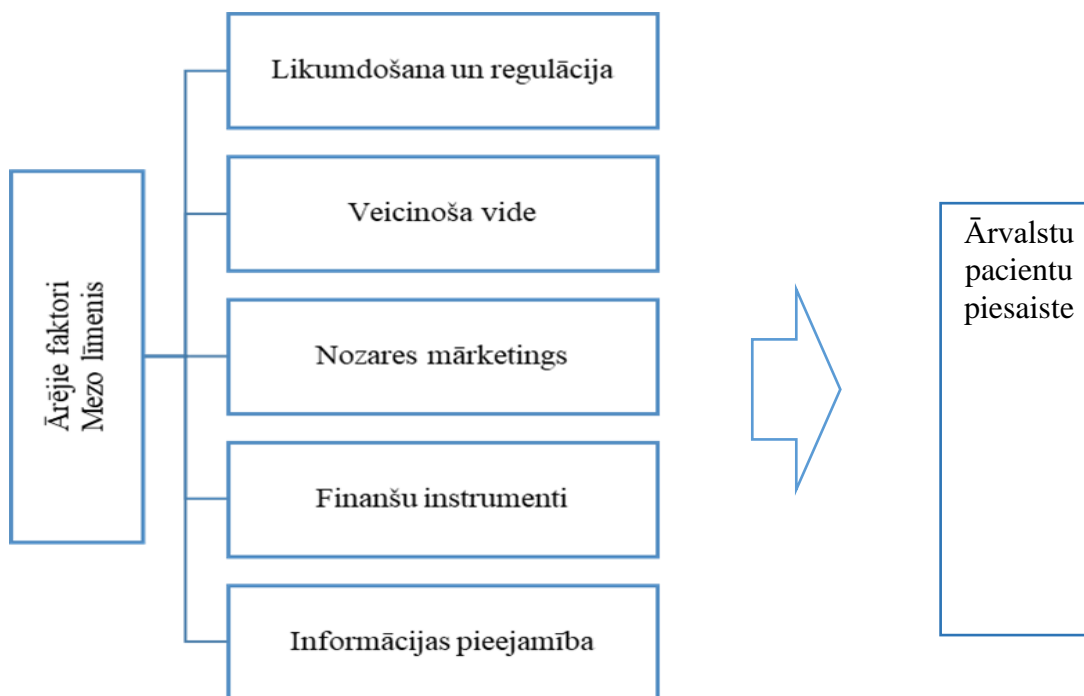 Ārējie faktori
Mezo līmenis
Likumdošana un regulācija
Veicinoša vide
Nozares mārketings
Finanšu instrumenti
Informācijas pieejamība
Ārvalstu
pacientu
piesaiste